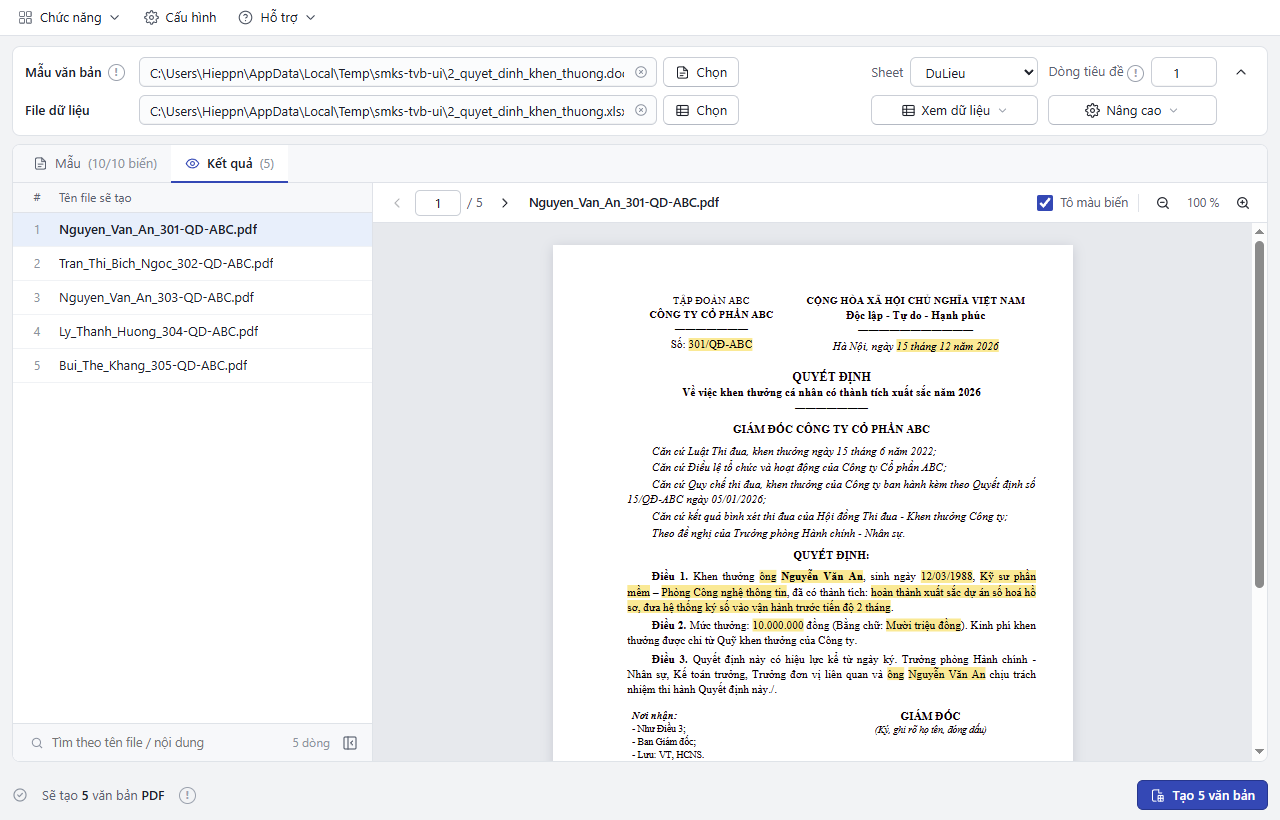 Chức năng
Cấu hình
Hỗ trợ
Mẫu văn bản
C:\Users\Hieppn\AppData\Local\Temp\smks-tvb-ui\2_quyet_dinh_khen_thuong.doc
Chọn
Sheet
DuLieu
Dòng tiêu đề
1
File dữ liệu
C:\Users\Hieppn\AppData\Local\Temp\smks-tvb-ui\2_quyet_dinh_khen_thuong.xlsx
Chọn
Xem dữ liệu
Nâng cao
Mẫu (10/10 biến)
Kết quả (5)
# Tên file sẽ tạo
1 Nguyen_Van_An_301-QD-ABC.pdf
2 Tran_Thi_Bich_Ngoc_302-QD-ABC.pdf
3 Nguyen_Van_An_303-QD-ABC.pdf
4 Ly_Thanh_Huong_304-QD-ABC.pdf
5 Bui_The_Khang_305-QD-ABC.pdf
Tìm theo tên file / nội dung
5 dòng
1 / 5
Nguyen_Van_An_301-QD-ABC.pdf
Tô màu biến
100 %
TẬP ĐOÀN ABC
CÔNG TY CỔ PHẦN ABC
Số: 301/QĐ-ABC
CỘNG HÒA XÃ HỘI CHỦ NGHĨA VIỆT NAM
Độc lập - Tự do - Hạnh phúc
Hà Nội, ngày 15 tháng 12 năm 2026
QUYẾT ĐỊNH
Về việc khen thưởng cá nhân có thành tích xuất sắc năm 2026
GIÁM ĐỐC CÔNG TY CỔ PHẦN ABC
Căn cứ Luật Thi đua, khen thưởng ngày 15 tháng 6 năm 2022;
Căn cứ Điều lệ tổ chức và hoạt động của Công ty Cổ phần ABC;
Căn cứ Quy chế thi đua, khen thưởng của Công ty ban hành kèm theo Quyết định số
15/QĐ-ABC ngày 05/01/2026;
Căn cứ kết quả bình xét thi đua của Hội đồng Thi đua - Khen thưởng Công ty;
Theo đề nghị của Trưởng phòng Hành chính - Nhân sự.
QUYẾT ĐỊNH:
Điều 1. Khen thưởng ông Nguyễn Văn An, sinh ngày 12/03/1988, Kỹ sư phần
mềm – Phòng Công nghệ thông tin, đã có thành tích: hoàn thành xuất sắc dự án số hoá hồ
sơ, đưa hệ thống ký số vào vận hành trước tiến độ 2 tháng.
Điều 2. Mức thưởng: 10.000.000 đồng (Bằng chữ: Mười triệu đồng). Kinh phí khen
thưởng được chi từ Quỹ khen thưởng của Công ty.
Điều 3. Quyết định này có hiệu lực kể từ ngày ký. Trưởng phòng Hành chính -
Nhân sự, Kế toán trưởng, Trưởng đơn vị liên quan và ông Nguyễn Văn An chịu trách
nhiệm thi hành Quyết định này./.
Nơi nhận:
- Như Điều 3;
- Ban Giám đốc;
- Lưu: VT, HCNS.
GIÁM ĐỐC
(Ký, ghi rõ họ tên, đóng dấu)
Sẽ tạo 5 văn bản PDF
Tạo 5 văn bản